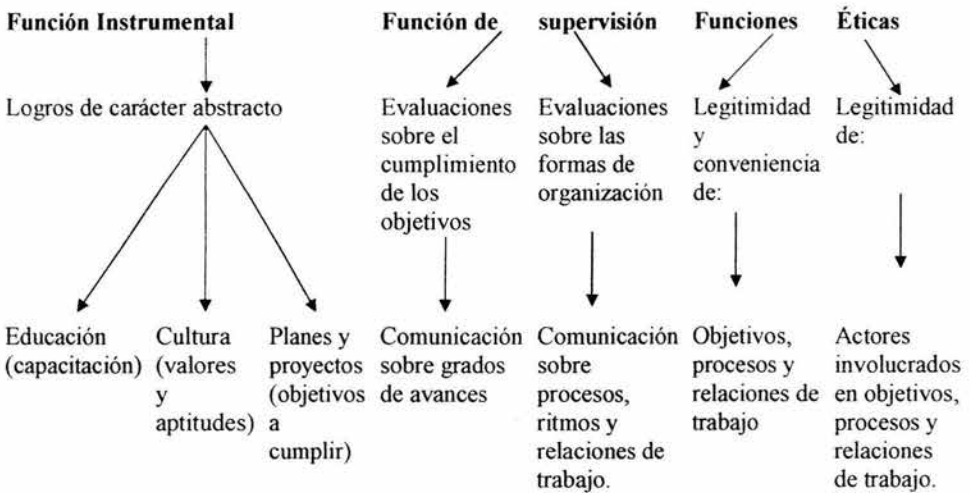 Función Instrumental
Función de supervisión
Funciones Éticas
Logros de carácter abstracto
Evaluaciones
sobre el
cumplimiento
de los
objetivos
Evaluaciones
sobre las
formas de
organización
Legitimidad
y
conveniencia
de:
Legitimidad
de:
Educación
(capacitación)
Cultura
(valores
y
aptitudes)
Planes y
proyectos
(objetivos
a
cumplir)
Comunicación
sobre grados
de avances
Comunicación
sobre
procesos,
ritmos y
relaciones de
trabajo.
Objetivos,
procesos y
relaciones de
trabajo
Actores
involucrados
en objetivos,
procesos y
relaciones
de trabajo.